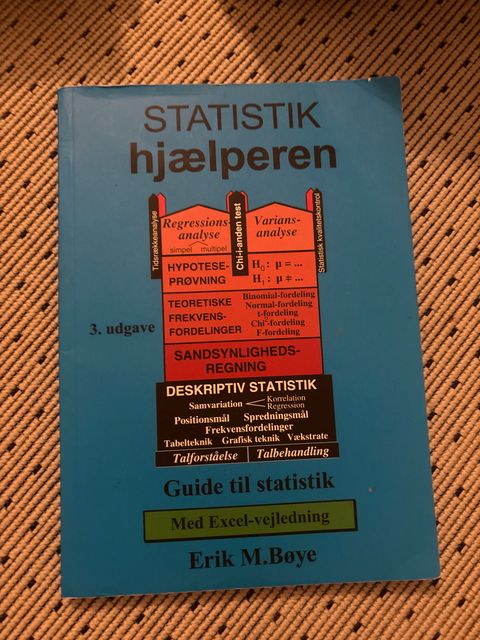 STATISTIK
hjælperen
Tidsrækkeanalyse
Regressions-
analyse
simpel multipel
Chi-i-anden test
Varians-
analyse
Statistisk kvalitetskontrol
HYPOTESE-
PRØVNING
H0: μ = ...
H1: μ ≠ ...
3. udgave
TEORETISKE
FREKVENS-
FORDELINGER
Binomial-fordeling
Normal-fordeling
t-fordeling
Chi²-fordeling
F-fordeling
SANDSYNLIGHEDS-
REGNING
DESKRIPTIV STATISTIK
Samvariation
Korrelation
Regression
Positionsmål Spredningsmål
Frekvensfordelinger
Tabelteknik Grafisk teknik Vækstrate
Talforståelse Talbehandling
Guide til statistik
Med Excel-vejledning
Erik M.Bøye